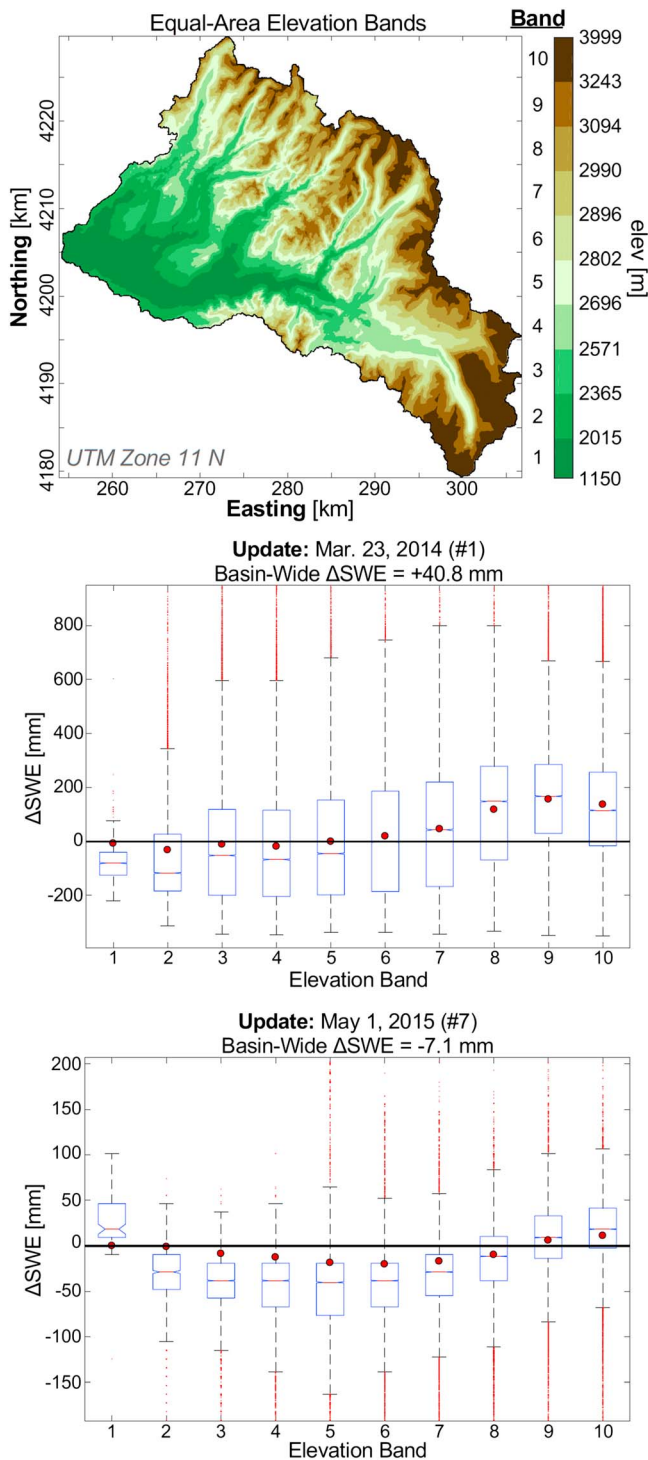 Equal-Area Elevation Bands
Band
10
9
8
7
6
5
4
3
2
1
3999
3243
3094
2990
2896
2802
2696
2571
2365
2015
1150
elev [m]
Northing [km]
4220
4210
4200
4190
4180
UTM Zone 11 N
260 270 280 290 300
Easting [km]
Update: Mar. 23, 2014 (#1)
Basin-Wide ΔSWE = +40.8 mm
ΔSWE [mm]
800
600
400
200
0
-200
1 2 3 4 5 6 7 8 9 10
Elevation Band
Update: May 1, 2015 (#7)
Basin-Wide ΔSWE = -7.1 mm
ΔSWE [mm]
200
150
100
50
0
-50
-100
-150
1 2 3 4 5 6 7 8 9 10
Elevation Band